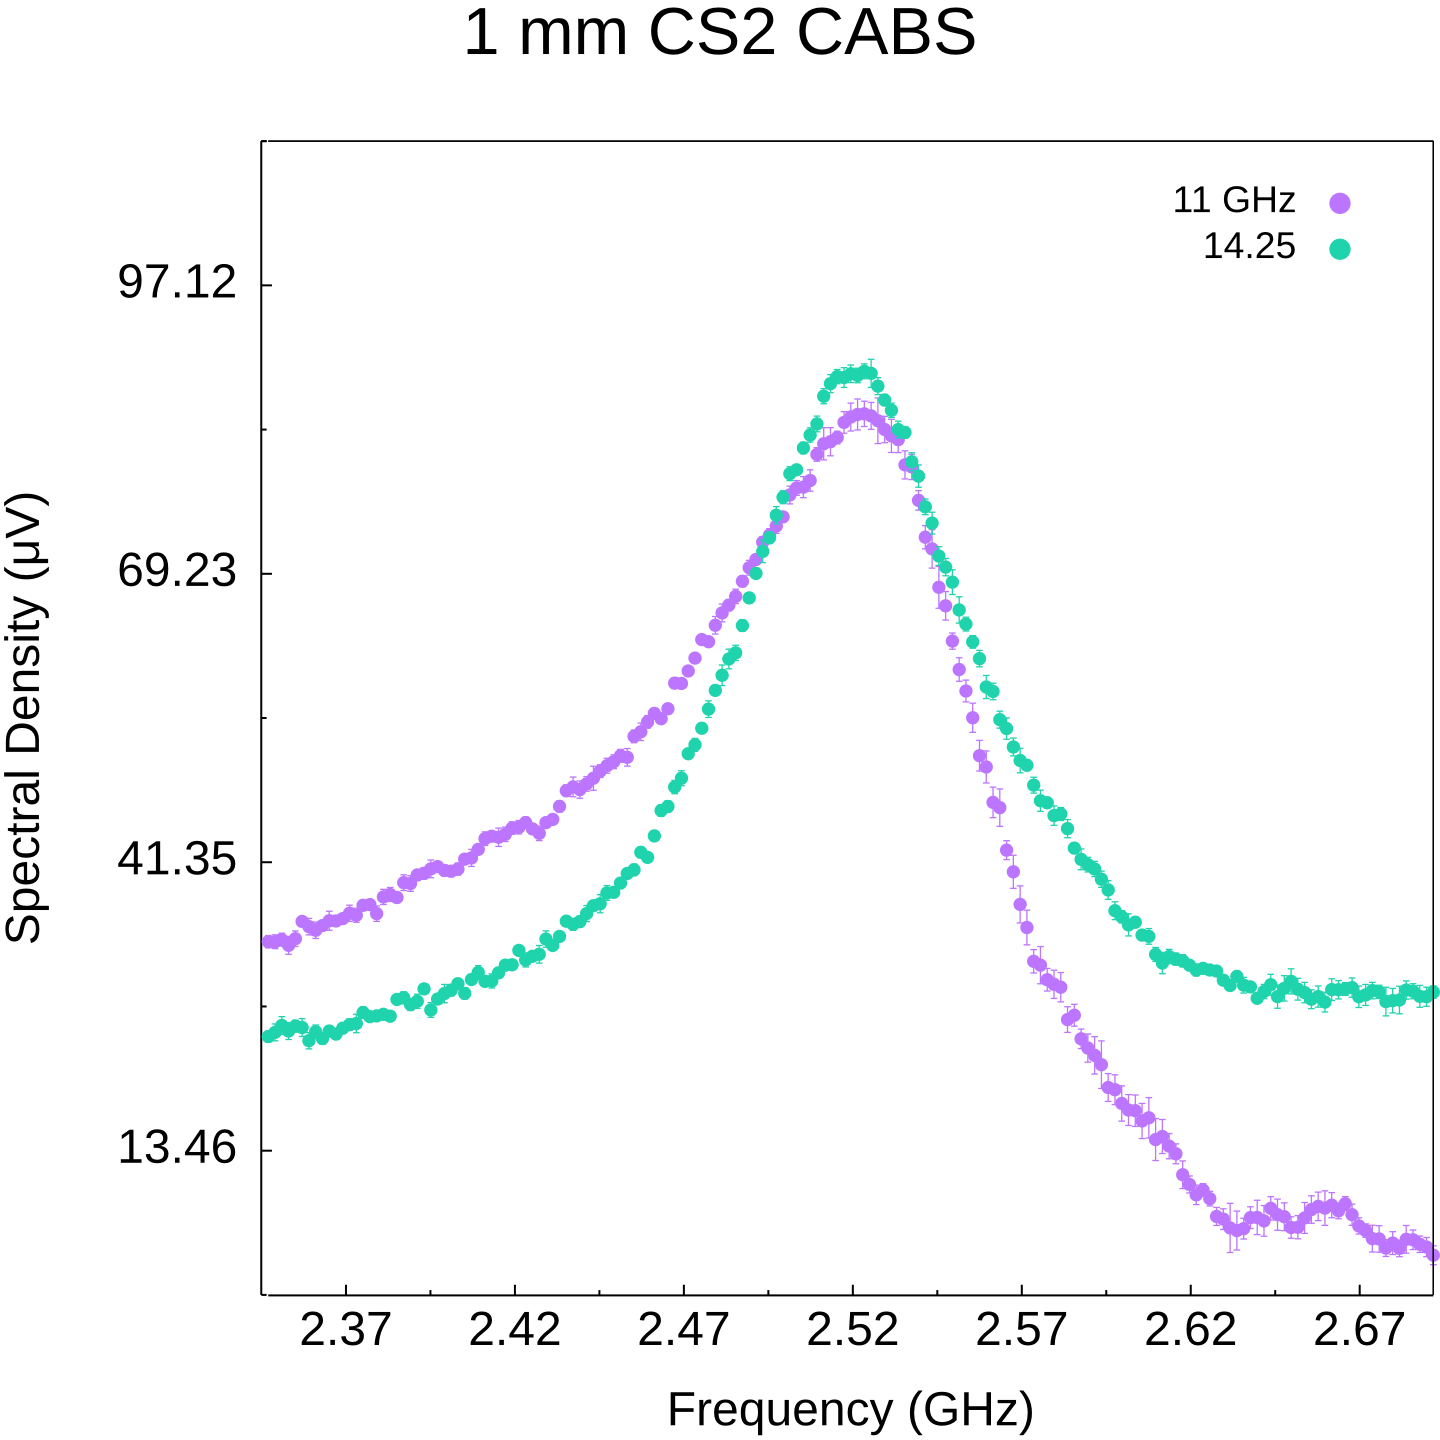 1 mm CS2 CABS
11 GHz
14.25
97.12
69.23
41.35
13.46
Spectral Density (μV)
2.37 2.42 2.47 2.52 2.57 2.62 2.67
Frequency (GHz)